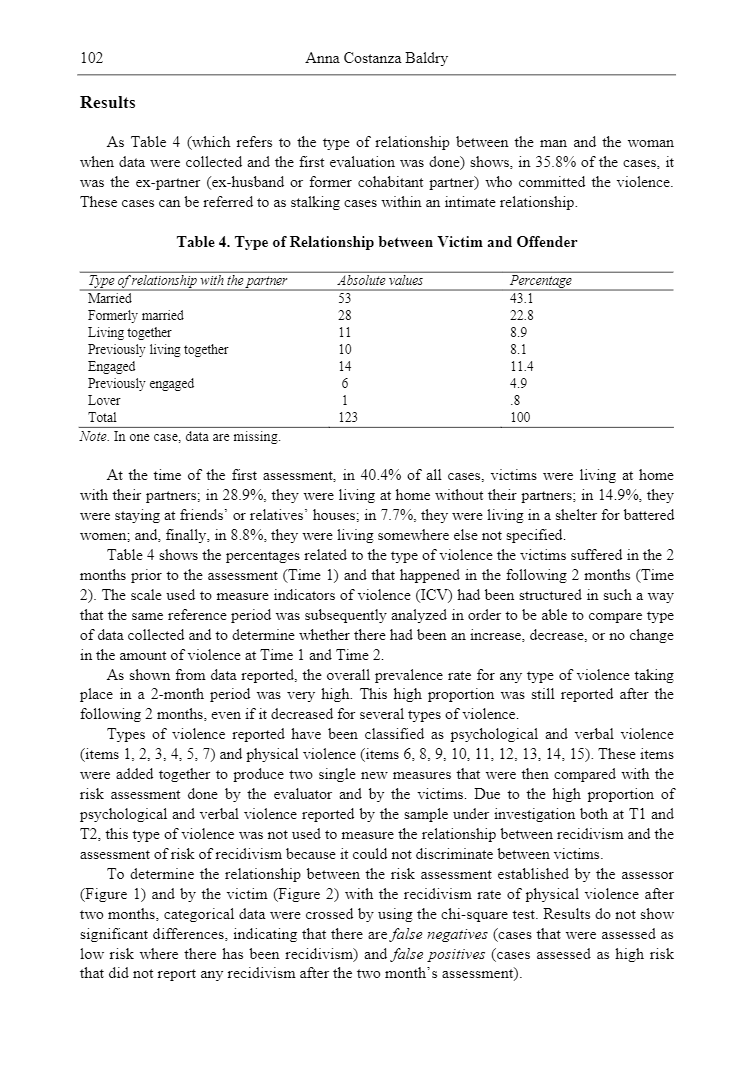 102 Anna Costanza Baldry
Results
As Table 4 (which refers to the type of relationship between the man and the woman
when data were collected and the first evaluation was done) shows, in 35.8% of the cases, it
was the ex-partner (ex-husband or former cohabitant partner) who committed the violence.
These cases can be referred to as stalking cases within an intimate relationship.
Table 4. Type of Relationship between Victim and Offender
Type of relationship with the partner Absolute values Percentage
Married 53 43.1
Formerly married 28 22.8
Living together 11 8.9
Previously living together 10 8.1
Engaged 14 11.4
Previously engaged 6 4.9
Lover 1 .8
Total 123 100
Note. In one case, data are missing.
At the time of the first assessment, in 40.4% of all cases, victims were living at home
with their partners; in 28.9%, they were living at home without their partners; in 14.9%, they
were staying at friends’ or relatives’ houses; in 7.7%, they were living in a shelter for battered
women; and, finally, in 8.8%, they were living somewhere else not specified.
Table 4 shows the percentages related to the type of violence the victims suffered in the 2
months prior to the assessment (Time 1) and that happened in the following 2 months (Time
2). The scale used to measure indicators of violence (ICV) had been structured in such a way
that the same reference period was subsequently analyzed in order to be able to compare type
of data collected and to determine whether there had been an increase, decrease, or no change
in the amount of violence at Time 1 and Time 2.
As shown from data reported, the overall prevalence rate for any type of violence taking
place in a 2-month period was very high. This high proportion was still reported after the
following 2 months, even if it decreased for several types of violence.
Types of violence reported have been classified as psychological and verbal violence
(items 1, 2, 3, 4, 5, 7) and physical violence (items 6, 8, 9, 10, 11, 12, 13, 14, 15). These items
were added together to produce two single new measures that were then compared with the
risk assessment done by the evaluator and by the victims. Due to the high proportion of
psychological and verbal violence reported by the sample under investigation both at T1 and
T2, this type of violence was not used to measure the relationship between recidivism and the
assessment of risk of recidivism because it could not discriminate between victims.
To determine the relationship between the risk assessment established by the assessor
(Figure 1) and by the victim (Figure 2) with the recidivism rate of physical violence after
two months, categorical data were crossed by using the chi-square test. Results do not show
significant differences, indicating that there are false negatives (cases that were assessed as
low risk where there has been recidivism) and false positives (cases assessed as high risk
that did not report any recidivism after the two month’s assessment).